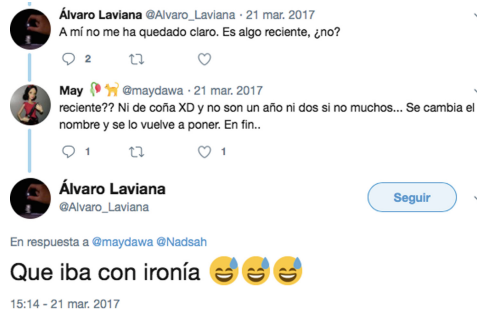 Álvaro Laviana @Alvaro_Laviana · 21 mar. 2017
A mí no me ha quedado claro. Es algo reciente, ¿no?
2
May 🥀🐈 @maydawa · 21 mar. 2017
reciente?? Ni de coña XD y no son un año ni dos si no muchos... Se cambia el
nombre y se lo vuelve a poner. En fin..
1 1
Álvaro Laviana
@Alvaro_Laviana
Seguir
En respuesta a @maydawa @Nadsah
Que iba con ironía 😅😅😅
15:14 - 21 mar. 2017